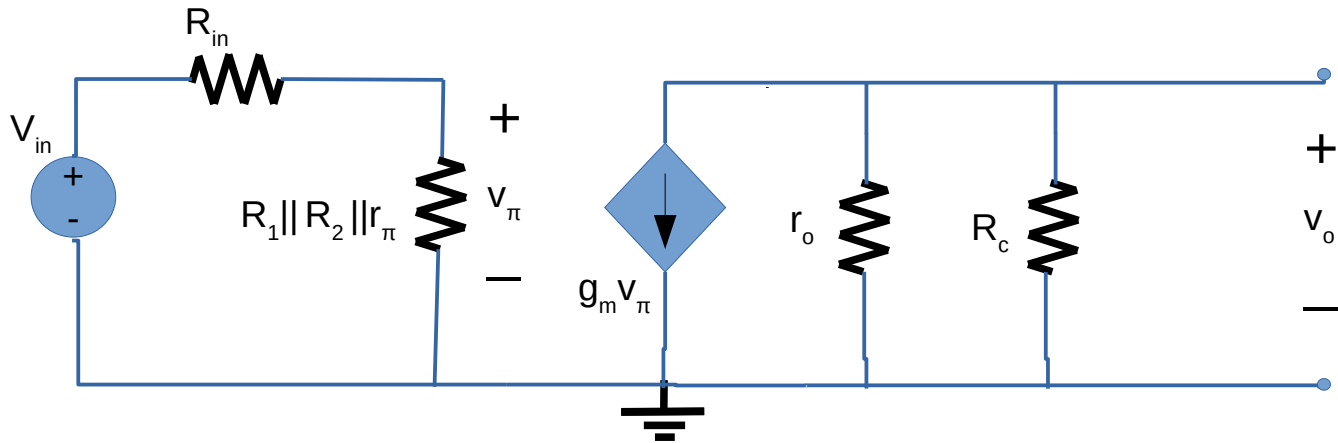 R_in
V_in
+
-
R_1|| R_2 ||r_π
+
v_π
−
g_m v_π
r_o
R_c
+
v_o
−